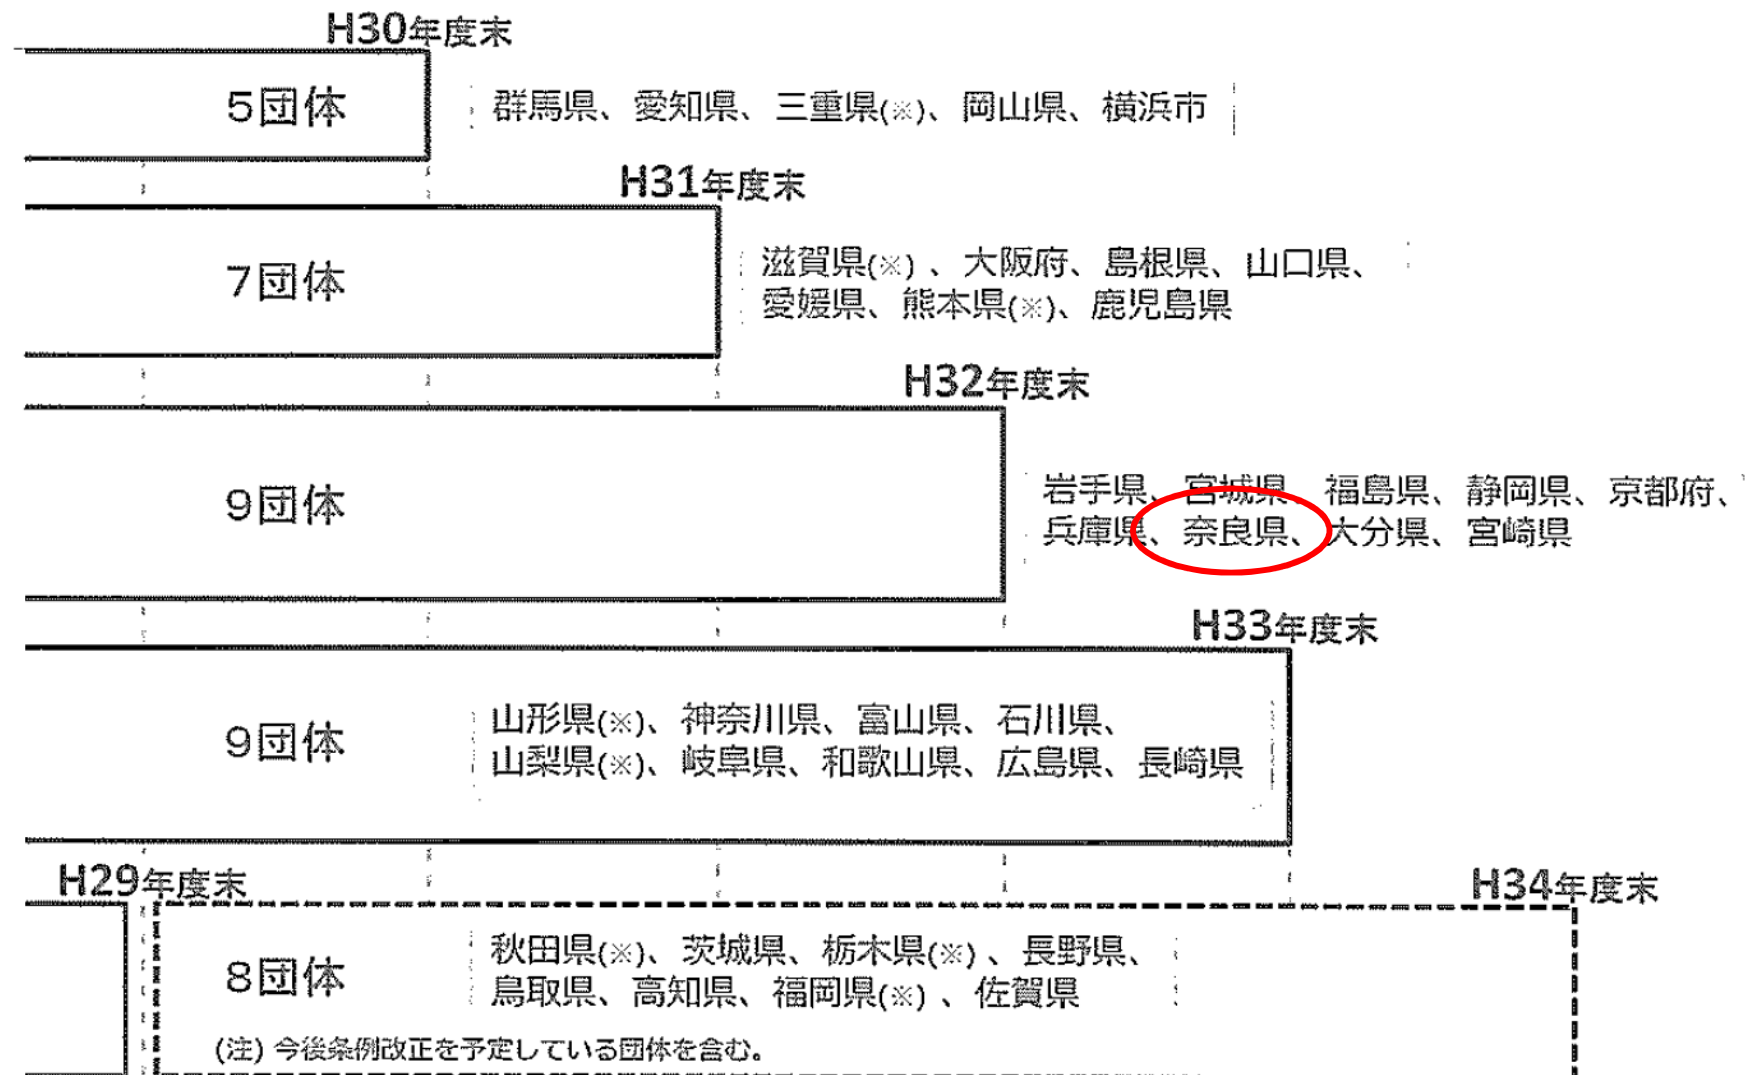 H30年度末
5団体
群馬県、愛知県、三重県(※)、岡山県、横浜市
H31年度末
7団体
滋賀県(※)、大阪府、島根県、山口県、
愛媛県、熊本県(※)、鹿児島県
H32年度末
9団体
岩手県、宮城県、福島県、静岡県、京都府、
兵庫県、奈良県、大分県、宮崎県
H33年度末
9団体
山形県(※)、神奈川県、富山県、石川県、
山梨県(※)、岐阜県、和歌山県、広島県、長崎県
H29年度末
H34年度末
8団体
秋田県(※)、茨城県、栃木県(※)、長野県、
鳥取県、高知県、福岡県(※)、佐賀県
(注) 今後条例改正を予定している団体を含む。